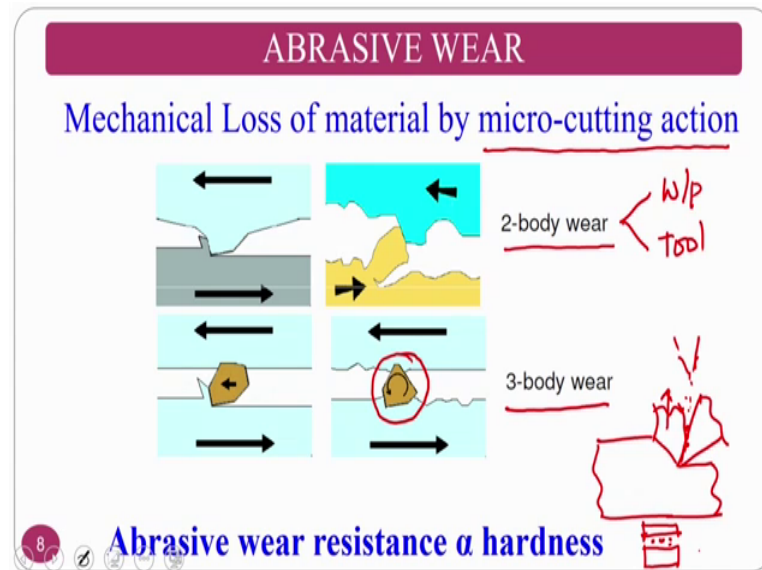 ABRASIVE WEAR
Mechanical Loss of material by micro-cutting action
2-body wear
W/P
TOOL
3-body wear
8
Abrasive wear resistance α hardness